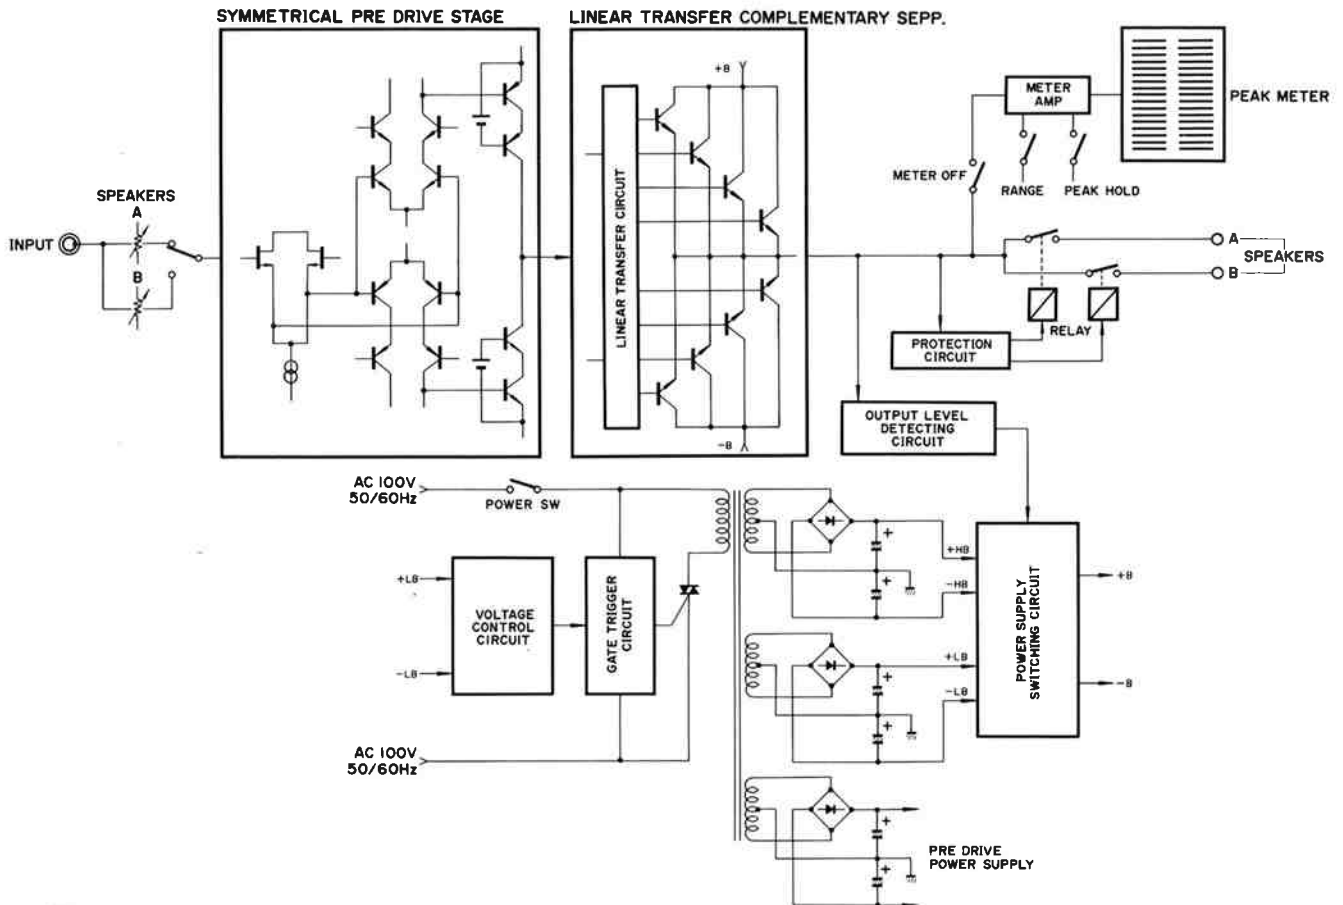 SYMMETRICAL PRE DRIVE STAGE
LINEAR TRANSFER COMPLEMENTARY SEPP.
+B
METER
AMP
PEAK METER
METER OFF
RANGE
PEAK HOLD
SPEAKERS
A
INPUT
B
LINEAR TRANSFER CIRCUIT
A
SPEAKERS
B
RELAY
PROTECTION
CIRCUIT
-B
OUTPUT LEVEL
DETECTING
CIRCUIT
AC 100V
50/60Hz
POWER SW
+LB
VOLTAGE
CONTROL
CIRCUIT
-LB
GATE TRIGGER
CIRCUIT
+
+
+HB
-HB
+
+
+LB
-LB
POWER SUPPLY
SWITCHING CIRCUIT
+B
-B
AC 100V
50/60Hz
+
+
PRE DRIVE
POWER SUPPLY